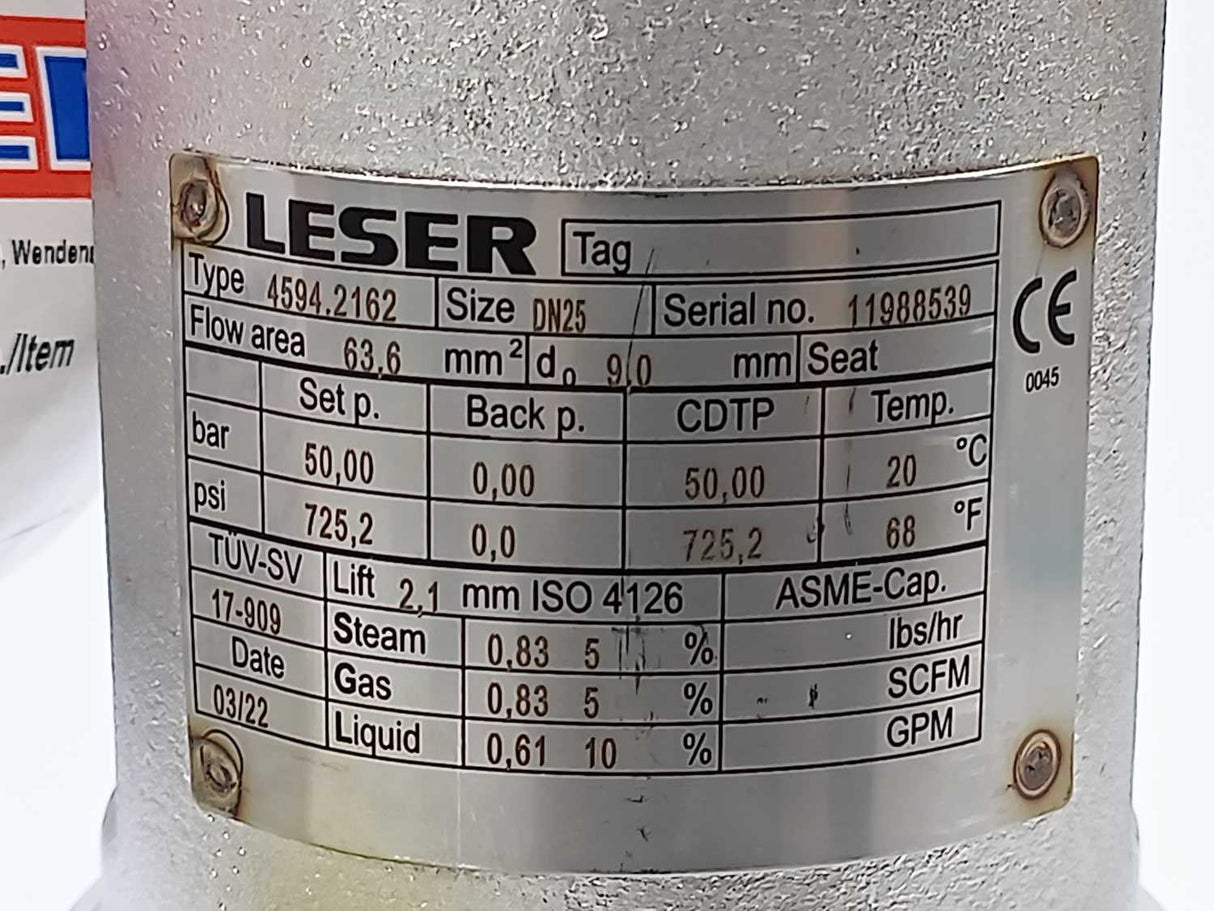 LESER Tag
Type 4594.2162 Size DN25 Serial no. 11988539
Flow area 63,6 mm² d₀ 9,0 mm Seat
Set p. Back p. CDTP Temp.
bar 50,00 0,00 50,00 20 °C
psi 725,2 0,0 725,2 68 °F
TÜV-SV Lift 2,1 mm ISO 4126 ASME-Cap.
17-909 Steam 0,83 5 % lbs/hr
Date Gas 0,83 5 % SCFM
03/22 Liquid 0,61 10 % GPM
CE
0045
./Item